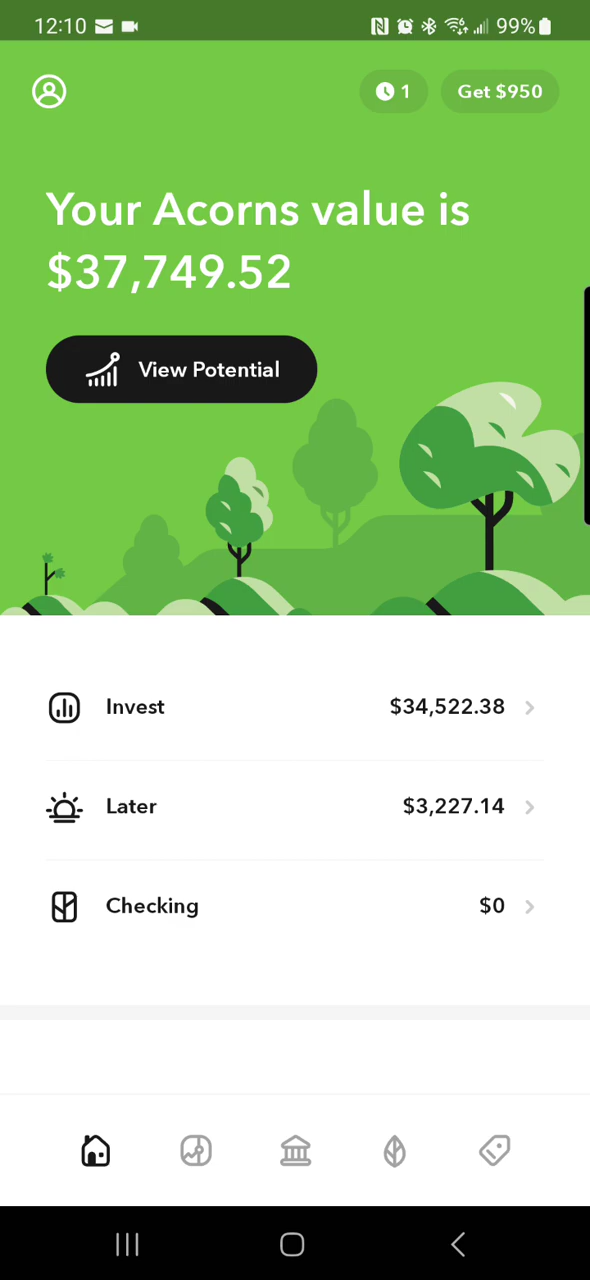 12:10 99%
1 Get $950
Your Acorns value is
$37,749.52
View Potential
Invest $34,522.38
Later $3,227.14
Checking $0